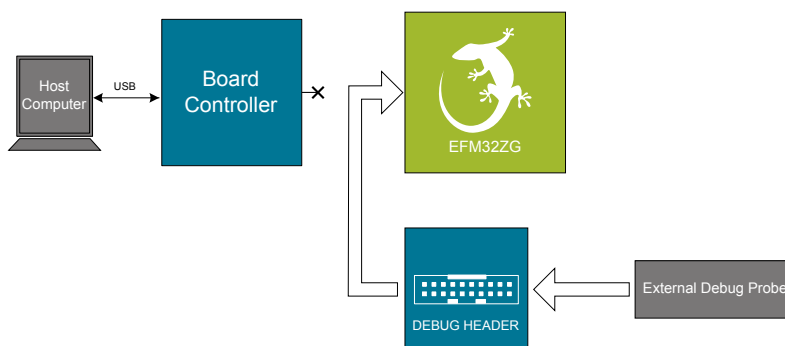 Host
Computer
USB
Board
Controller
EFM32ZG
DEBUG HEADER
External Debug Probe